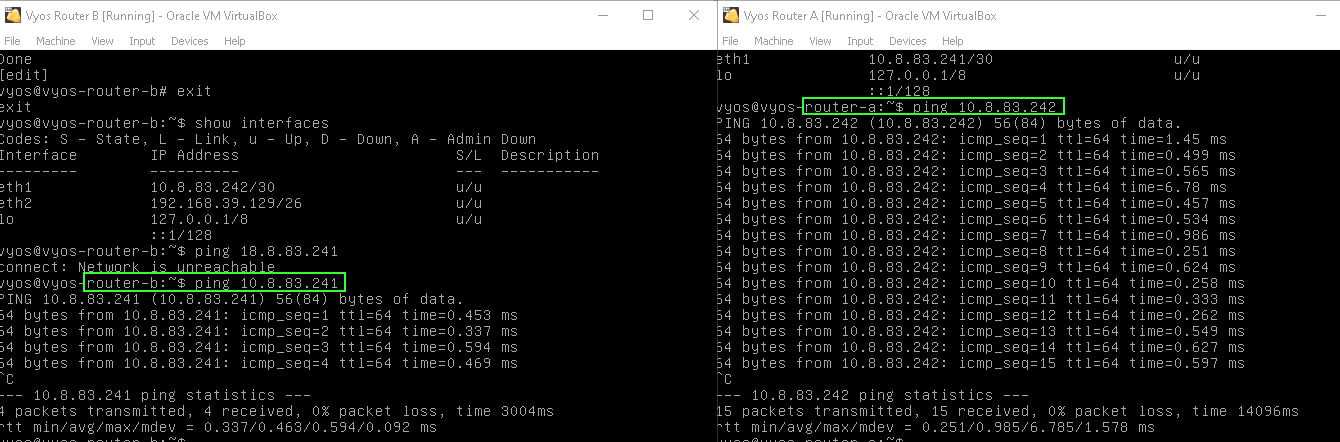 Vyos Router B [Running] - Oracle VM VirtualBox
File Machine View Input Devices Help
Done
[edit]
vyos@vyos-router-b# exit
exit
vyos@vyos-router-b:~$ show interfaces
Codes: S - State, L - Link, u - Up, D - Down, A - Admin Down
Interface IP Address S/L Description
--------- ---------- --- -----------
eth1 10.8.83.242/30 u/u
eth2 192.168.39.129/26 u/u
lo 127.0.0.1/8 u/u
::1/128
vyos@vyos-router-b:~$ ping 18.8.83.241
connect: Network is unreachable
vyos@vyos-router-b:~$ ping 10.8.83.241
PING 10.8.83.241 (10.8.83.241) 56(84) bytes of data.
64 bytes from 10.8.83.241: icmp_seq=1 ttl=64 time=0.453 ms
64 bytes from 10.8.83.241: icmp_seq=2 ttl=64 time=0.337 ms
64 bytes from 10.8.83.241: icmp_seq=3 ttl=64 time=0.594 ms
64 bytes from 10.8.83.241: icmp_seq=4 ttl=64 time=0.469 ms
^C
--- 10.8.83.241 ping statistics ---
4 packets transmitted, 4 received, 0% packet loss, time 3004ms
rtt min/avg/max/mdev = 0.337/0.463/0.594/0.092 ms
Vyos Router A [Running] - Oracle VM VirtualBox
File Machine View Input Devices Help
eth1 10.8.83.241/30 u/u
lo 127.0.0.1/8 u/u
::1/128
vyos@vyos-router-a:~$ ping 10.8.83.242
PING 10.8.83.242 (10.8.83.242) 56(84) bytes of data.
64 bytes from 10.8.83.242: icmp_seq=1 ttl=64 time=1.45 ms
64 bytes from 10.8.83.242: icmp_seq=2 ttl=64 time=0.499 ms
64 bytes from 10.8.83.242: icmp_seq=3 ttl=64 time=0.565 ms
64 bytes from 10.8.83.242: icmp_seq=4 ttl=64 time=6.78 ms
64 bytes from 10.8.83.242: icmp_seq=5 ttl=64 time=0.457 ms
64 bytes from 10.8.83.242: icmp_seq=6 ttl=64 time=0.534 ms
64 bytes from 10.8.83.242: icmp_seq=7 ttl=64 time=0.986 ms
64 bytes from 10.8.83.242: icmp_seq=8 ttl=64 time=0.251 ms
64 bytes from 10.8.83.242: icmp_seq=9 ttl=64 time=0.624 ms
64 bytes from 10.8.83.242: icmp_seq=10 ttl=64 time=0.258 ms
64 bytes from 10.8.83.242: icmp_seq=11 ttl=64 time=0.333 ms
64 bytes from 10.8.83.242: icmp_seq=12 ttl=64 time=0.262 ms
64 bytes from 10.8.83.242: icmp_seq=13 ttl=64 time=0.549 ms
64 bytes from 10.8.83.242: icmp_seq=14 ttl=64 time=0.627 ms
64 bytes from 10.8.83.242: icmp_seq=15 ttl=64 time=0.597 ms
^C
--- 10.8.83.242 ping statistics ---
15 packets transmitted, 15 received, 0% packet loss, time 14096ms
rtt min/avg/max/mdev = 0.251/0.985/6.785/1.578 ms